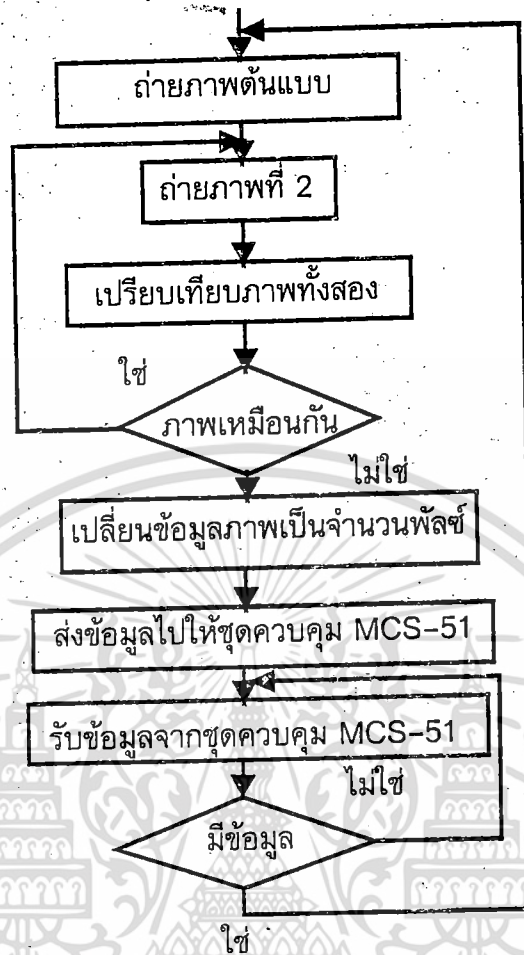 ถ่ายภาพต้นแบบ
ถ่ายภาพที่ 2
เปรียบเทียบภาพทั้งสอง
ใช่
ภาพเหมือนกัน
ไม่ใช่
เปลี่ยนข้อมูลภาพเป็นจำนวนพัลซ์
ส่งข้อมูลไปให้ชุดควบคุม MCS-51
รับข้อมูลจากชุดควบคุม MCS-51
ไม่ใช่
มีข้อมูล
ใช่